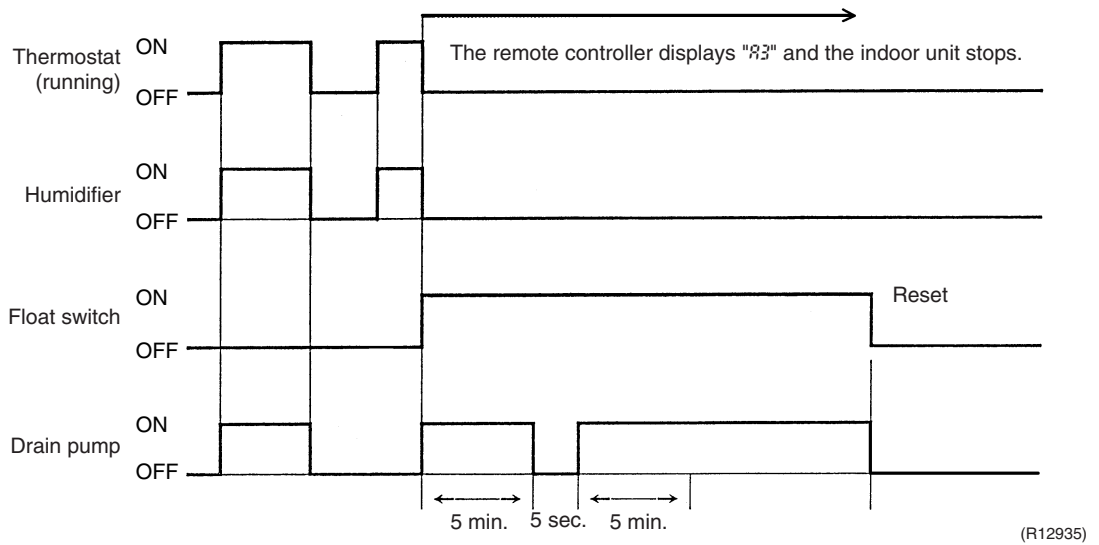 ON
Thermostat
(running)
OFF
The remote controller displays "A3" and the indoor unit stops.
ON
Humidifier
OFF
ON
Float switch
OFF
Reset
ON
Drain pump
OFF
5 min. 5 sec. 5 min.
(R12935)